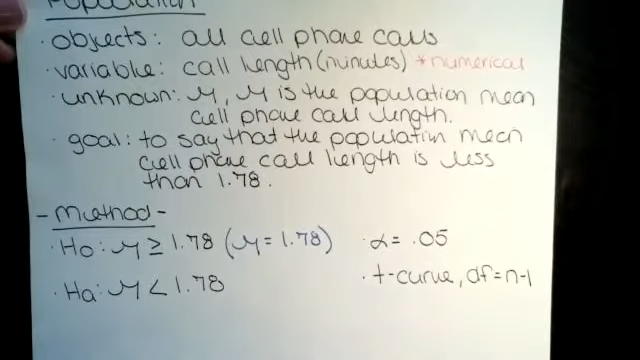 Population
· objects: all cell phone calls
· variable: call length (minutes) *numerical
· unknown: μ, μ is the population mean
cell phone call length.
· goal: to say that the population mean
cell phone call length is less
than 1.78.
- Method -
· Ho: μ ≥ 1.78 (μ = 1.78) · α = .05
· Ha: μ < 1.78 · t-curve, df = n-1